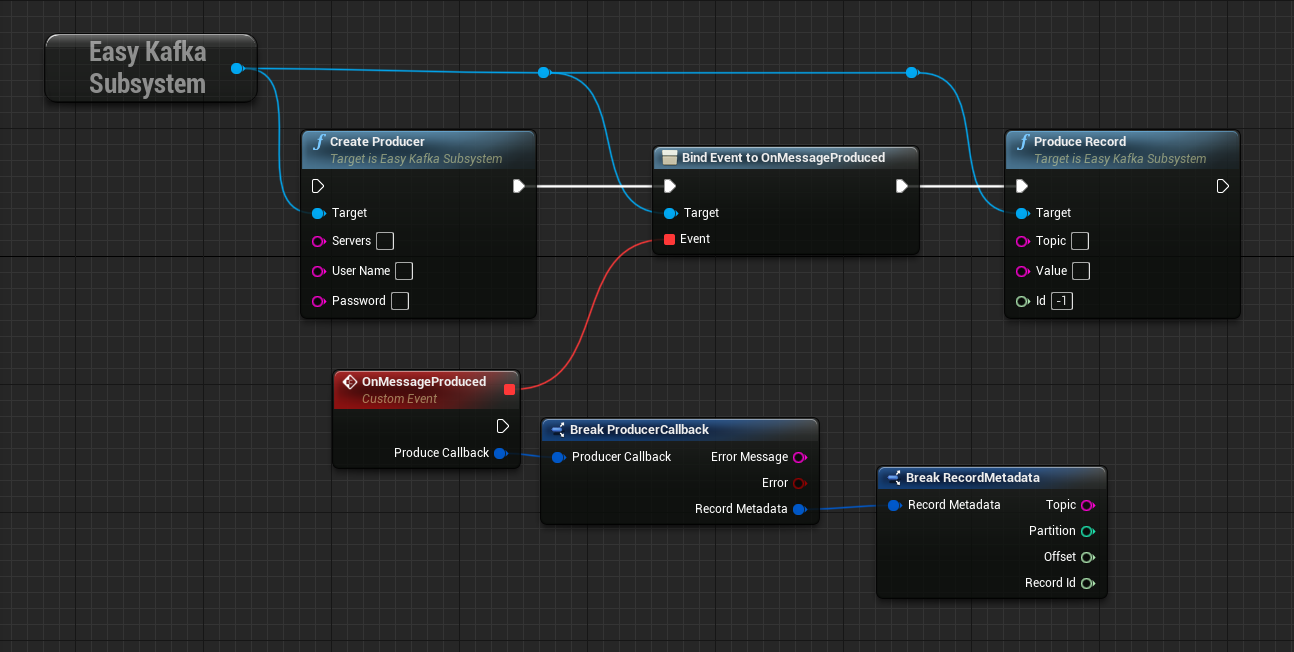 Easy Kafka
Subsystem
Create Producer
Target is Easy Kafka Subsystem
Target
Servers
User Name
Password
Bind Event to OnMessageProduced
Target
Event
Produce Record
Target is Easy Kafka Subsystem
Target
Topic
Value
Id -1
OnMessageProduced
Custom Event
Produce Callback
Break ProducerCallback
Producer Callback Error Message
Error
Record Metadata
Break RecordMetadata
Record Metadata Topic
Partition
Offset
Record Id